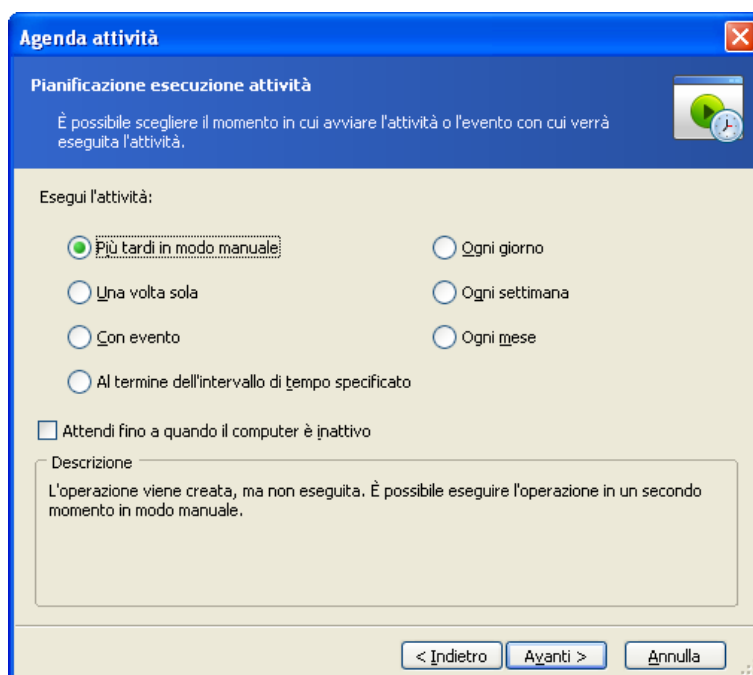 Agenda attività
Pianificazione esecuzione attività
È possibile scegliere il momento in cui avviare l'attività o l'evento con cui verrà
eseguita l'attività.
Esegui l'attività:
Più tardi in modo manuale
Ogni giorno
Una volta sola
Ogni settimana
Con evento
Ogni mese
Al termine dell'intervallo di tempo specificato
Attendi fino a quando il computer è inattivo
Descrizione
L'operazione viene creata, ma non eseguita. È possibile eseguire l'operazione in un secondo
momento in modo manuale.
< Indietro
Avanti >
Annulla